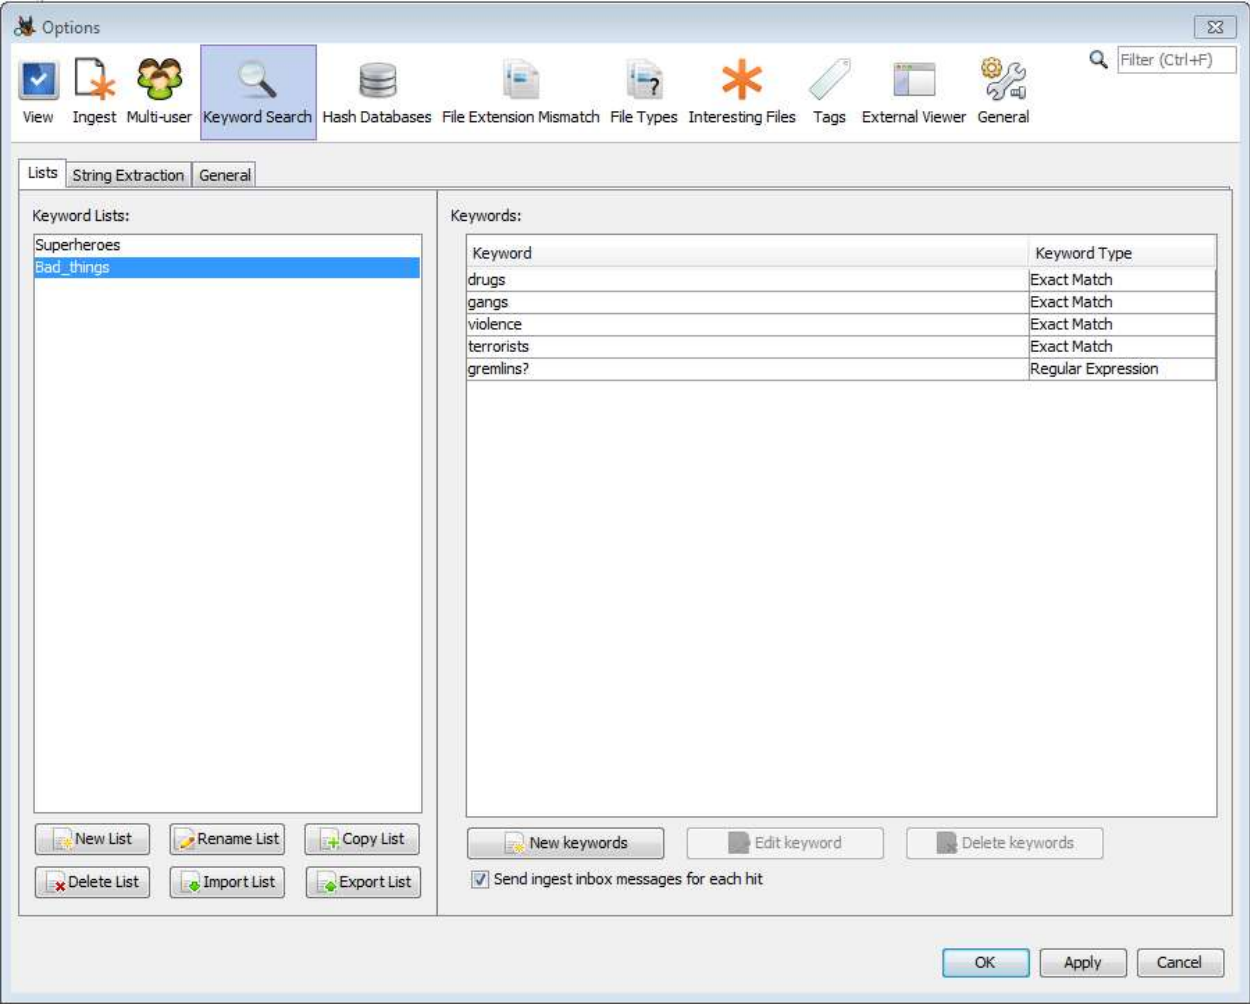 Options
Filter (Ctrl+F)
View Ingest Multi-user Keyword Search Hash Databases File Extension Mismatch File Types Interesting Files Tags External Viewer General
Lists String Extraction General
Keyword Lists:
Superheroes
Bad_things
New List Rename List Copy List
Delete List Import List Export List
Keywords:
Keyword Keyword Type
drugs Exact Match
gangs Exact Match
violence Exact Match
terrorists Exact Match
gremlins? Regular Expression
New keywords Edit keyword Delete keywords
Send ingest inbox messages for each hit
OK Apply Cancel